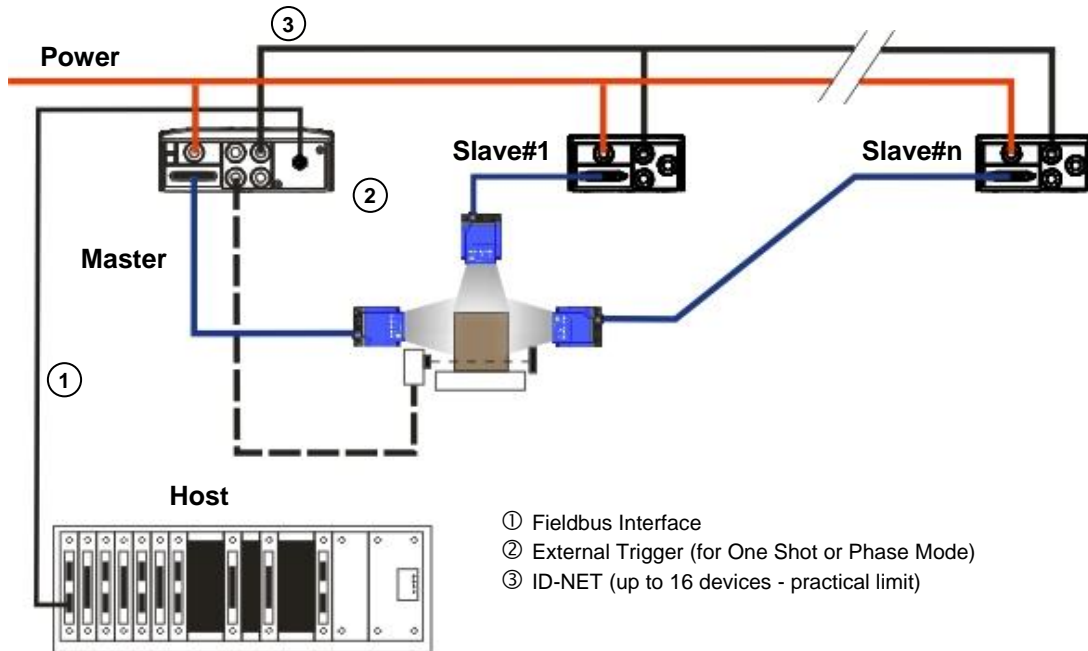 ③
Power
Slave#1
Slave#n
②
Master
①
Host
① Fieldbus Interface
② External Trigger (for One Shot or Phase Mode)
③ ID-NET (up to 16 devices - practical limit)